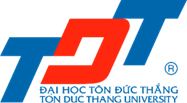 TDT®
ĐẠI HỌC TÔN ĐỨC THẮNG
TON DUC THANG UNIVERSITY